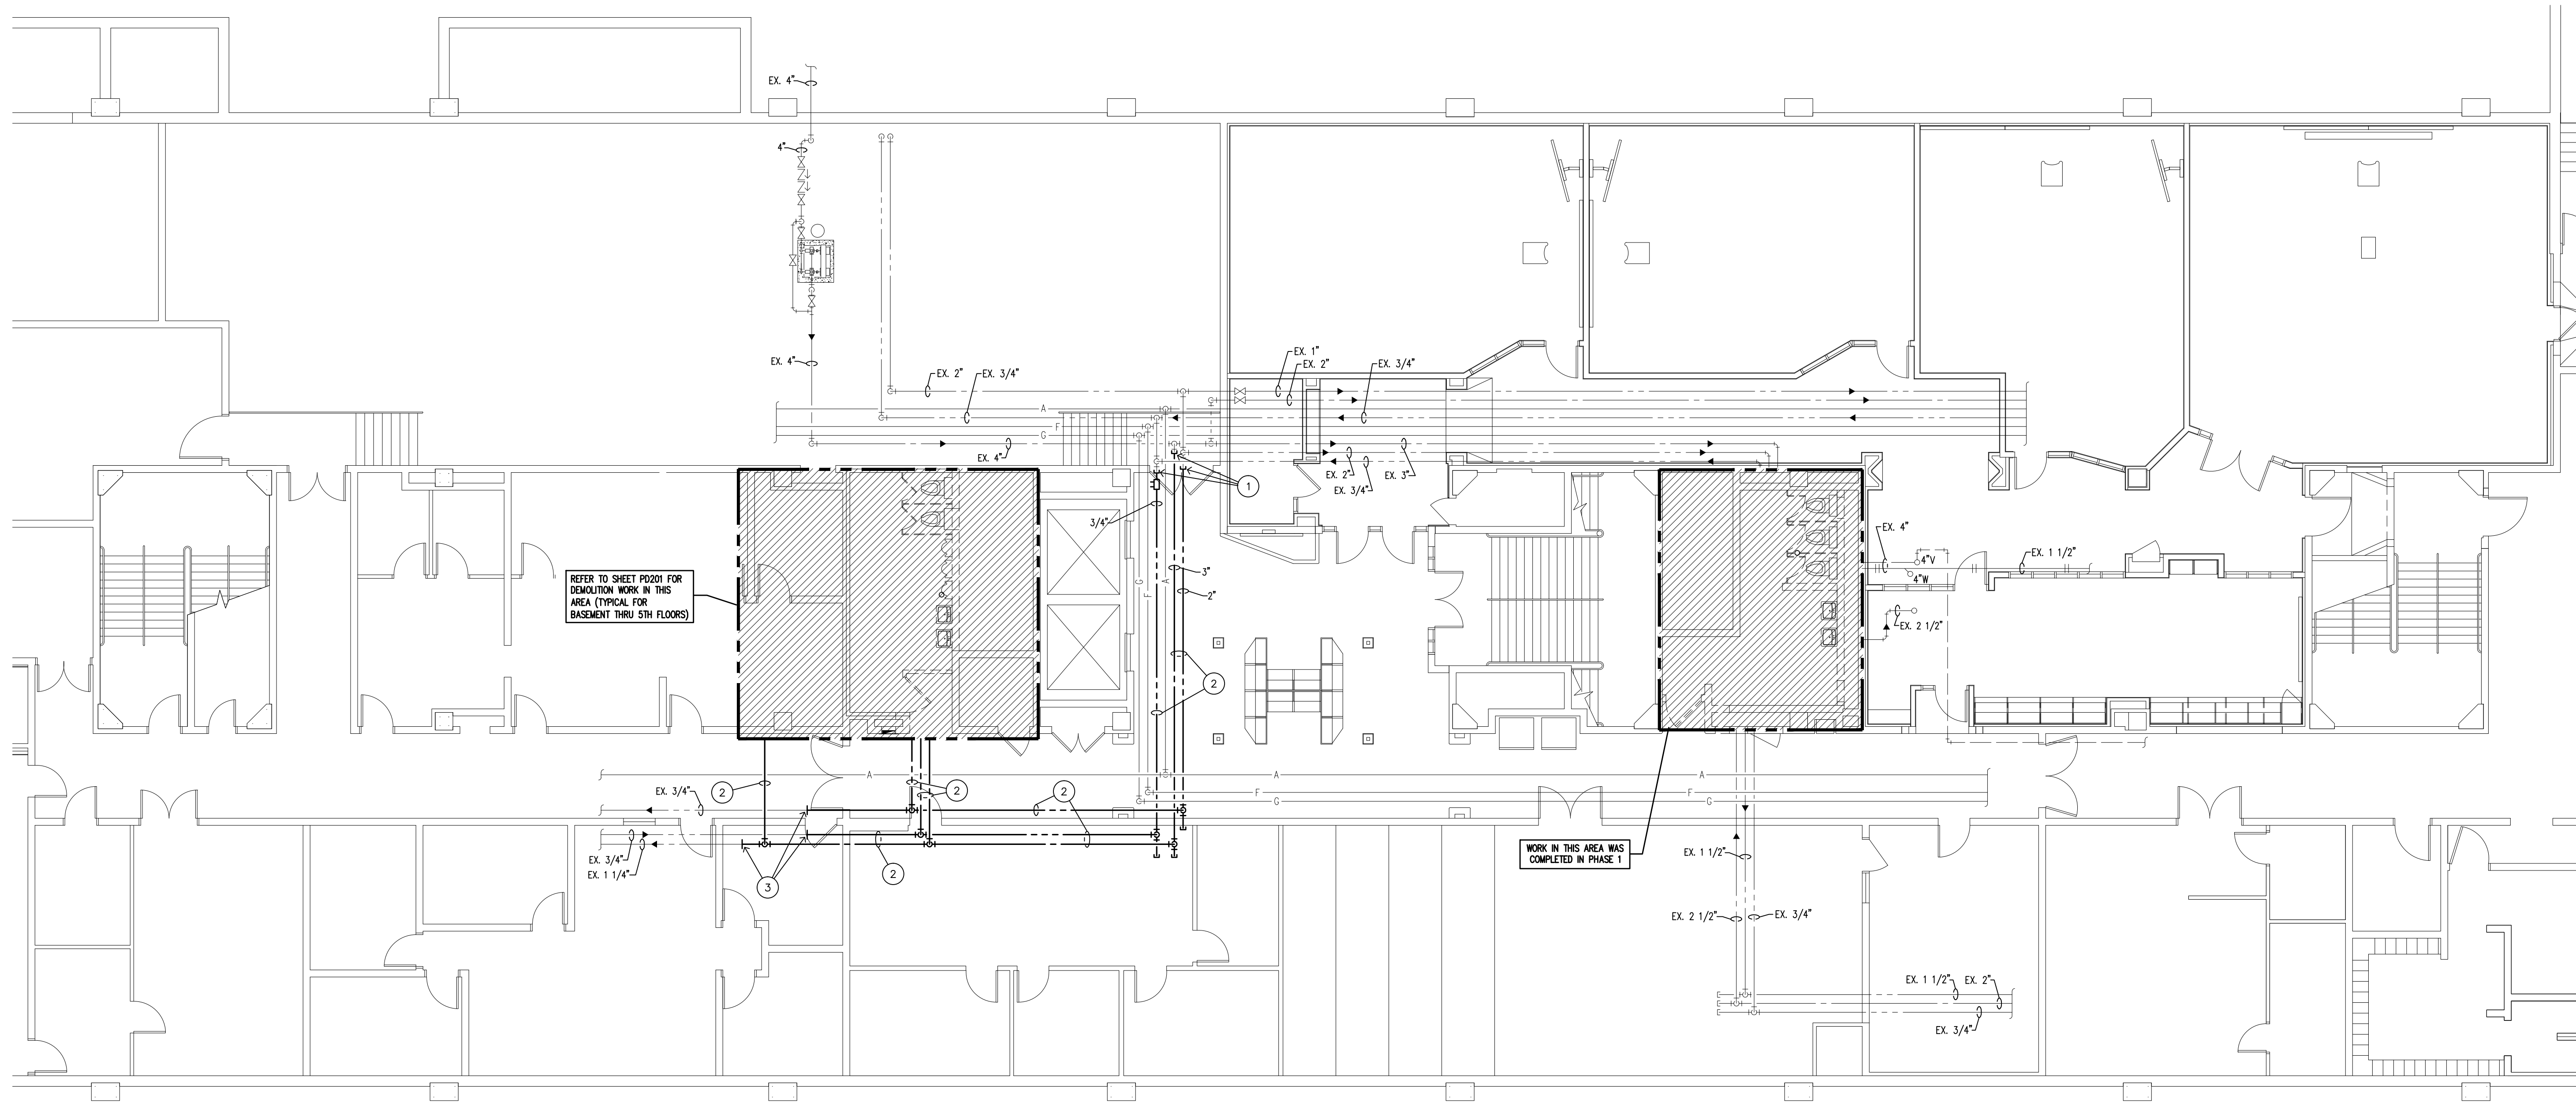 EX. 4"
4"
EX. 4"
EX. 2"
EX. 3/4"
EX. 1"
EX. 2"
EX. 3/4"
A
F
G
EX. 4"
EX. 2"
EX. 3/4"
EX. 3"
1
3/4"
3"
2"
G
F
A
2
REFER TO SHEET PD201 FOR
DEMOLITION WORK IN THIS
AREA (TYPICAL FOR
BASEMENT THRU 5TH FLOORS)
EX. 4"
4"V
4"W
EX. 1 1/2"
EX. 2 1/2"
A
A
A
F
G
2
2
2
EX. 3/4"
EX. 3/4"
EX. 1 1/4"
3
2
WORK IN THIS AREA WAS
COMPLETED IN PHASE 1
EX. 1 1/2"
EX. 2 1/2"
EX. 3/4"
EX. 1 1/2"
EX. 2"
EX. 3/4"